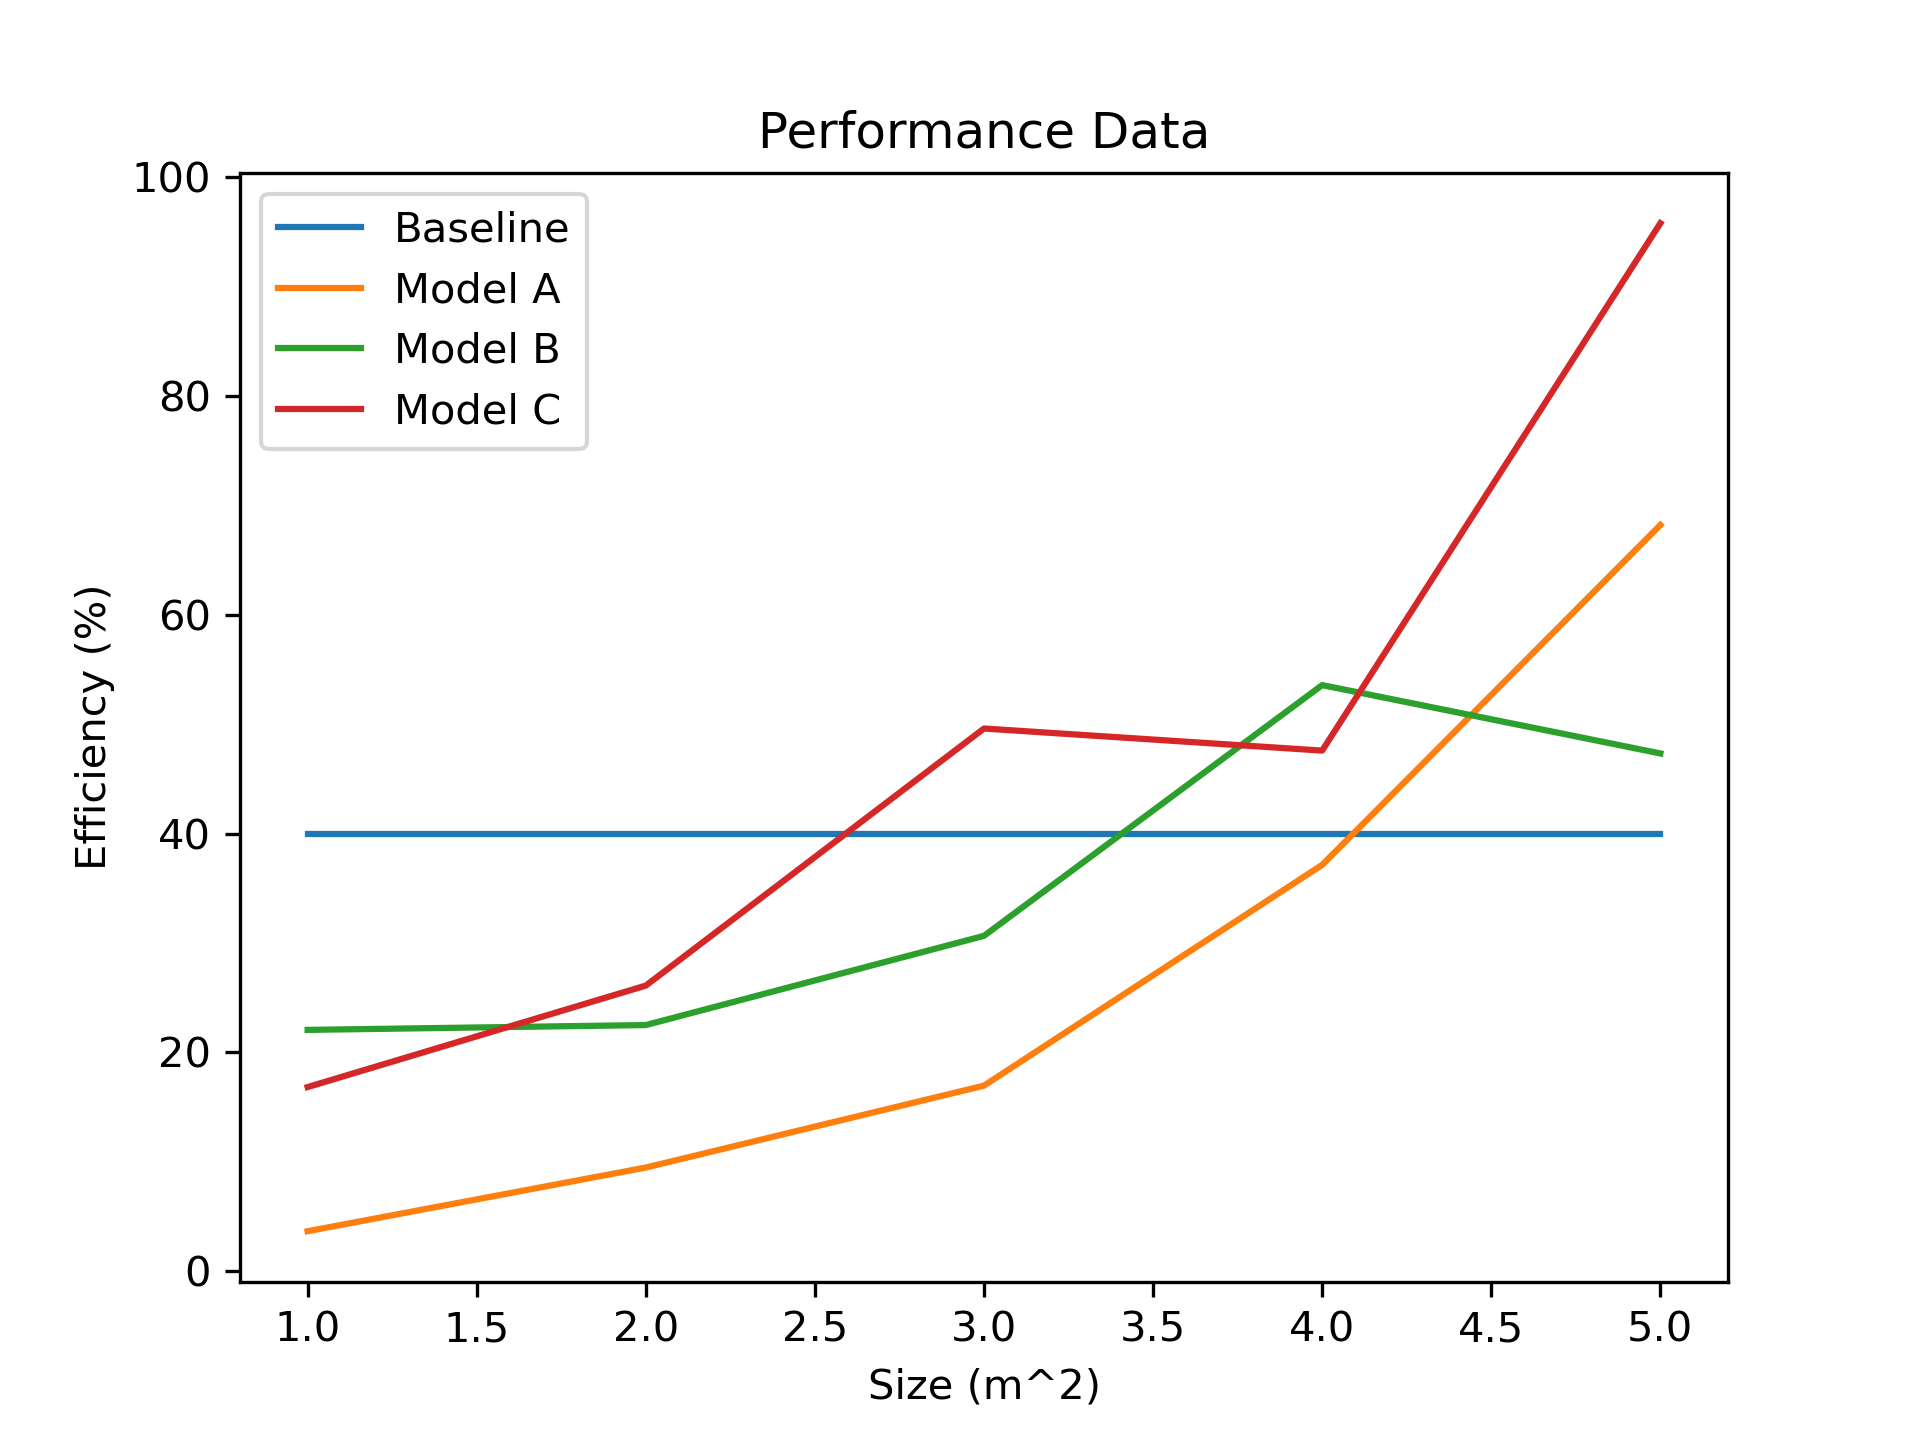 Performance Data
100
80
60
40
20
0
Efficiency (%)
Baseline
Model A
Model B
Model C
1.0 1.5 2.0 2.5 3.0 3.5 4.0 4.5 5.0
Size (m^2)